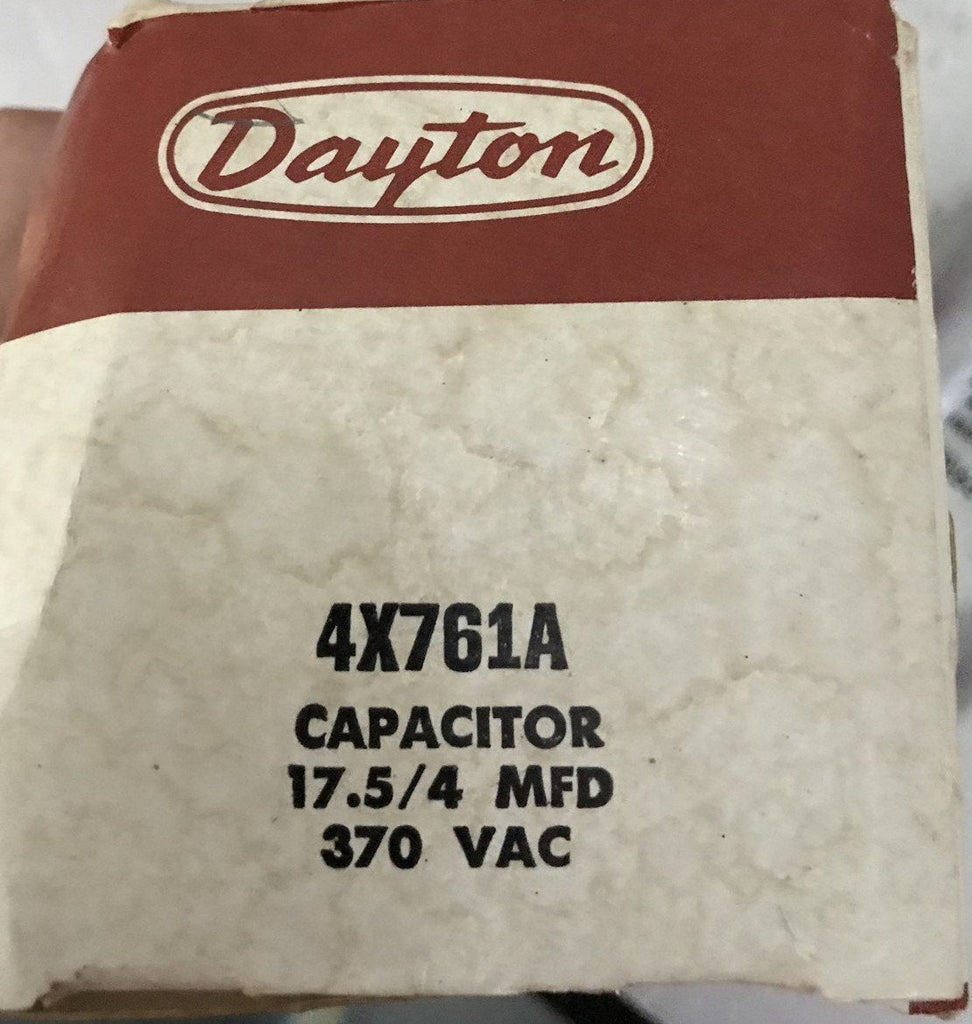 Dayton
4X761A
CAPACITOR
17.5/4 MFD
370 VAC